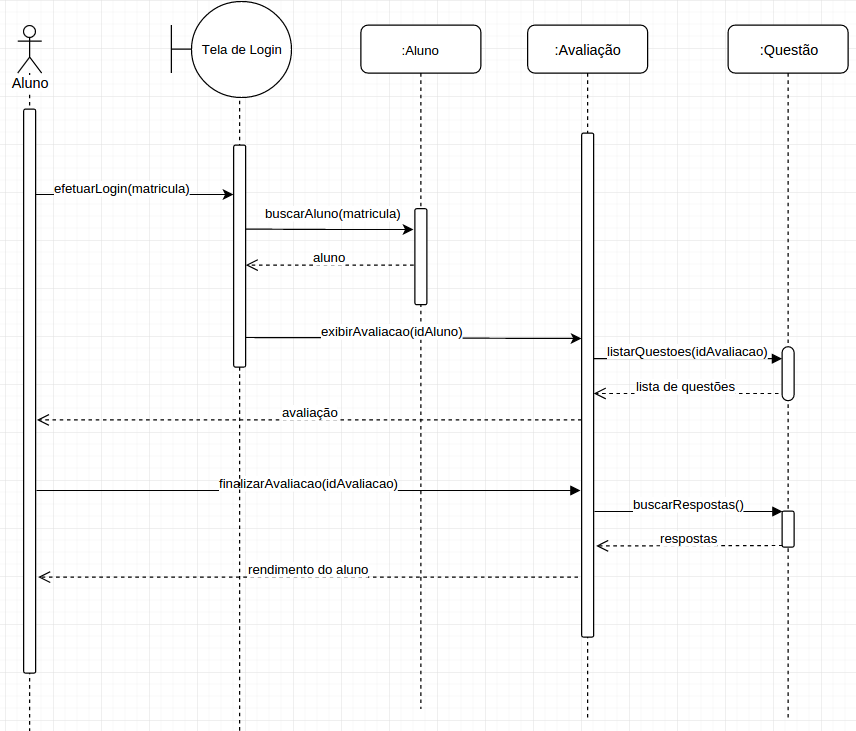 Aluno
Tela de Login
:Aluno
:Avaliação
:Questão
efetuarLogin(matricula)
buscarAluno(matricula)
aluno
exibirAvaliacao(idAluno)
listarQuestoes(idAvaliacao)
lista de questões
avaliação
finalizarAvaliacao(idAvaliacao)
buscarRespostas()
respostas
rendimento do aluno